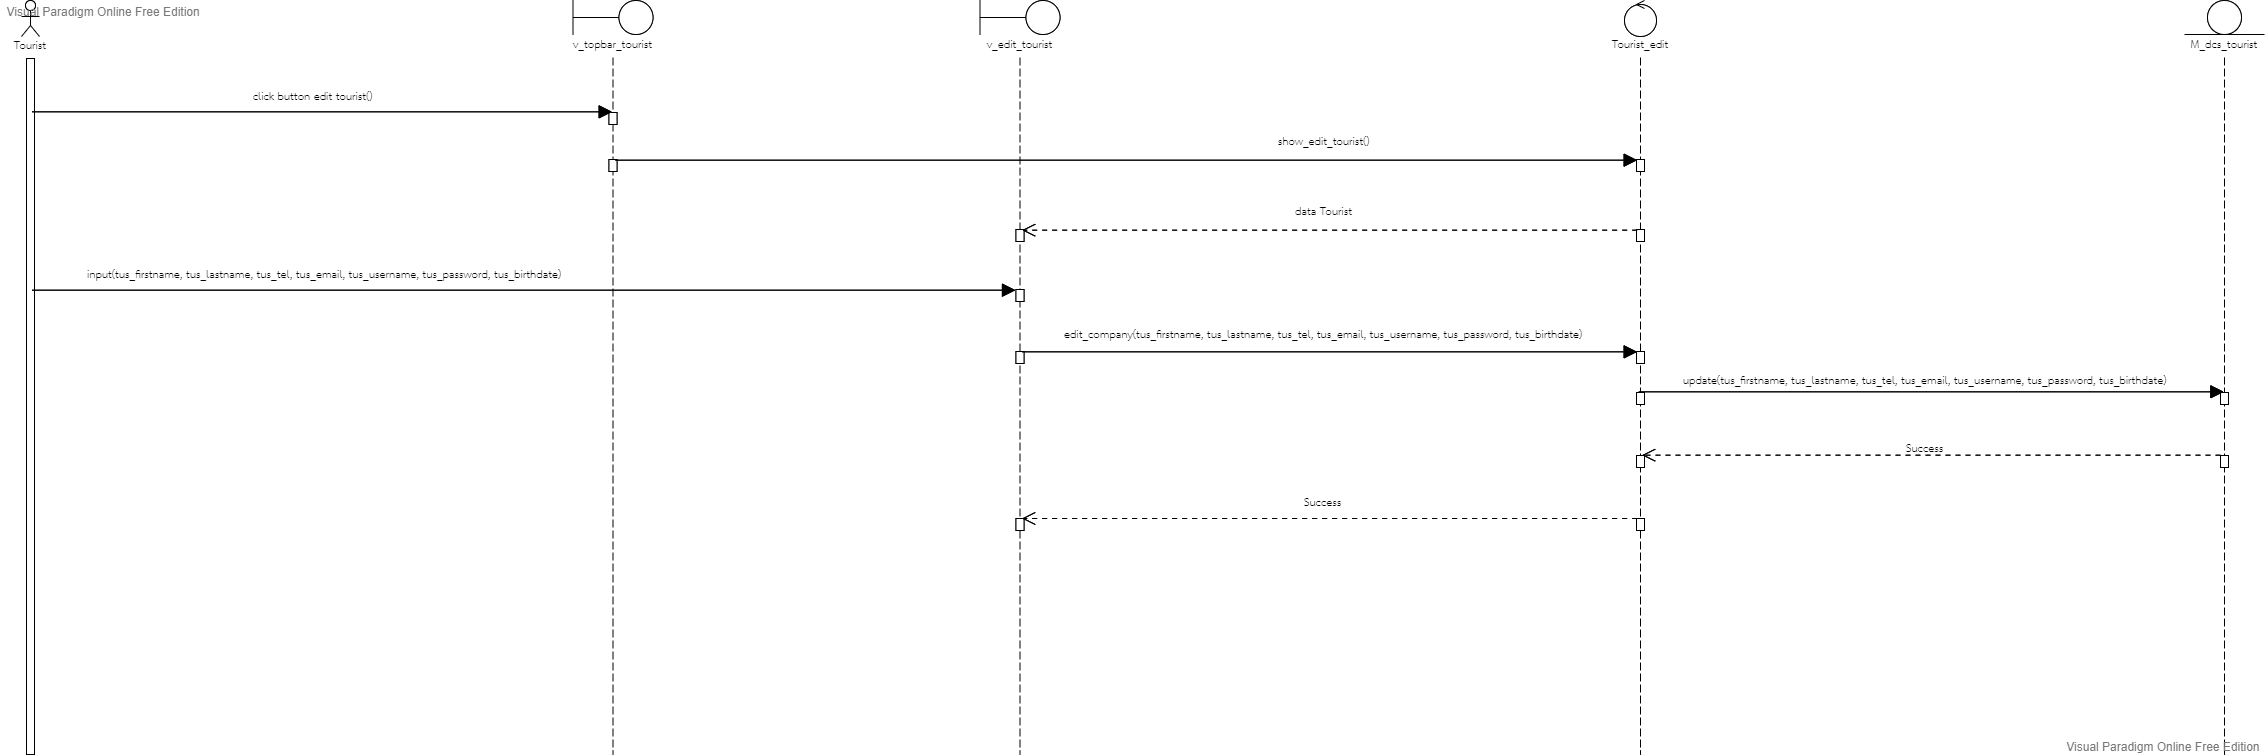 Visual Paradigm Online Free Edition
Tourist
v_topbar_tourist
v_edit_tourist
Tourist_edit
M_dcs_tourist
click button edit tourist()
show_edit_tourist()
data Tourist
input(tus_firstname, tus_lastname, tus_tel, tus_email, tus_username, tus_password, tus_birthdate)
edit_company(tus_firstname, tus_lastname, tus_tel, tus_email, tus_username, tus_password, tus_birthdate)
update(tus_firstname, tus_lastname, tus_tel, tus_email, tus_username, tus_password, tus_birthdate)
Success
Success
Visual Paradigm Online Free Edition